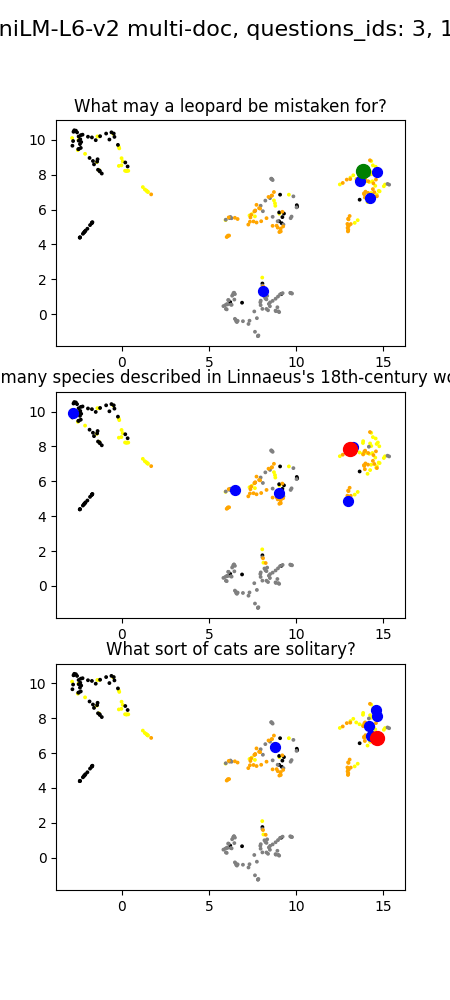 niLM-L6-v2 multi-doc, questions_ids: 3, 1
What may a leopard be mistaken for?
10
8
6
4
2
0
0 5 10 15
many species described in Linnaeus's 18th-century wo
10
8
6
4
2
0
0 5 10 15
What sort of cats are solitary?
10
8
6
4
2
0
0 5 10 15